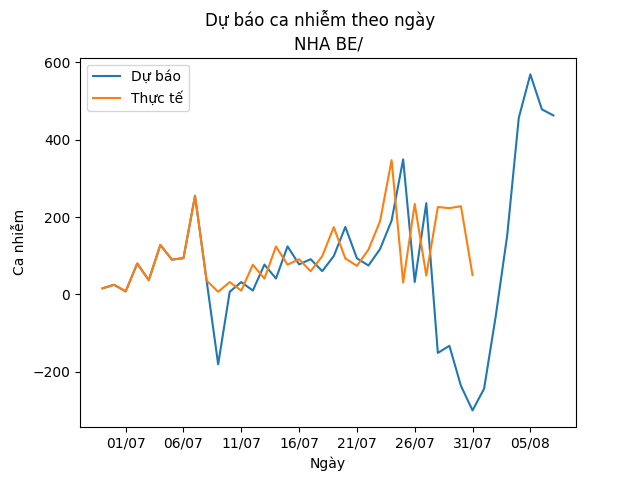 Dự báo ca nhiễm theo ngày
NHA BE/
Dự báo
Thực tế
Ca nhiễm
600
400
200
0
−200
01/07 06/07 11/07 16/07 21/07 26/07 31/07 05/08
Ngày